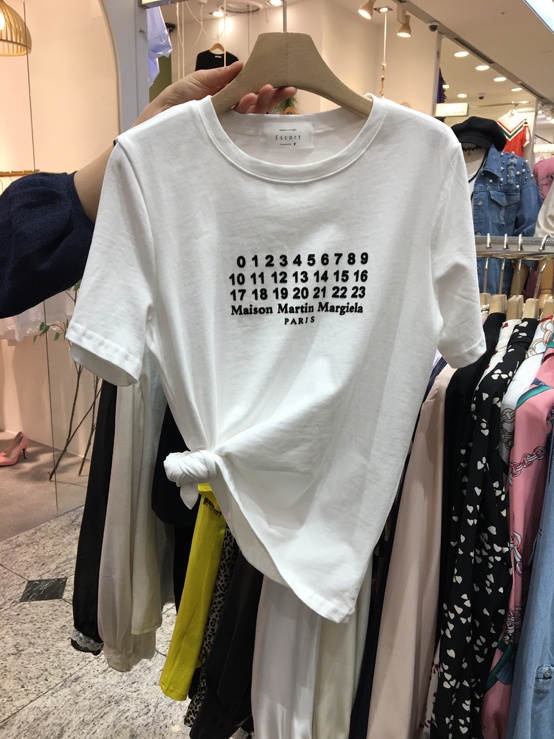 Escort
0 1 2 3 4 5 6 7 8 9
10 11 12 13 14 15 16
17 18 19 20 21 22 23
Maison Martin Margiela
PARIS